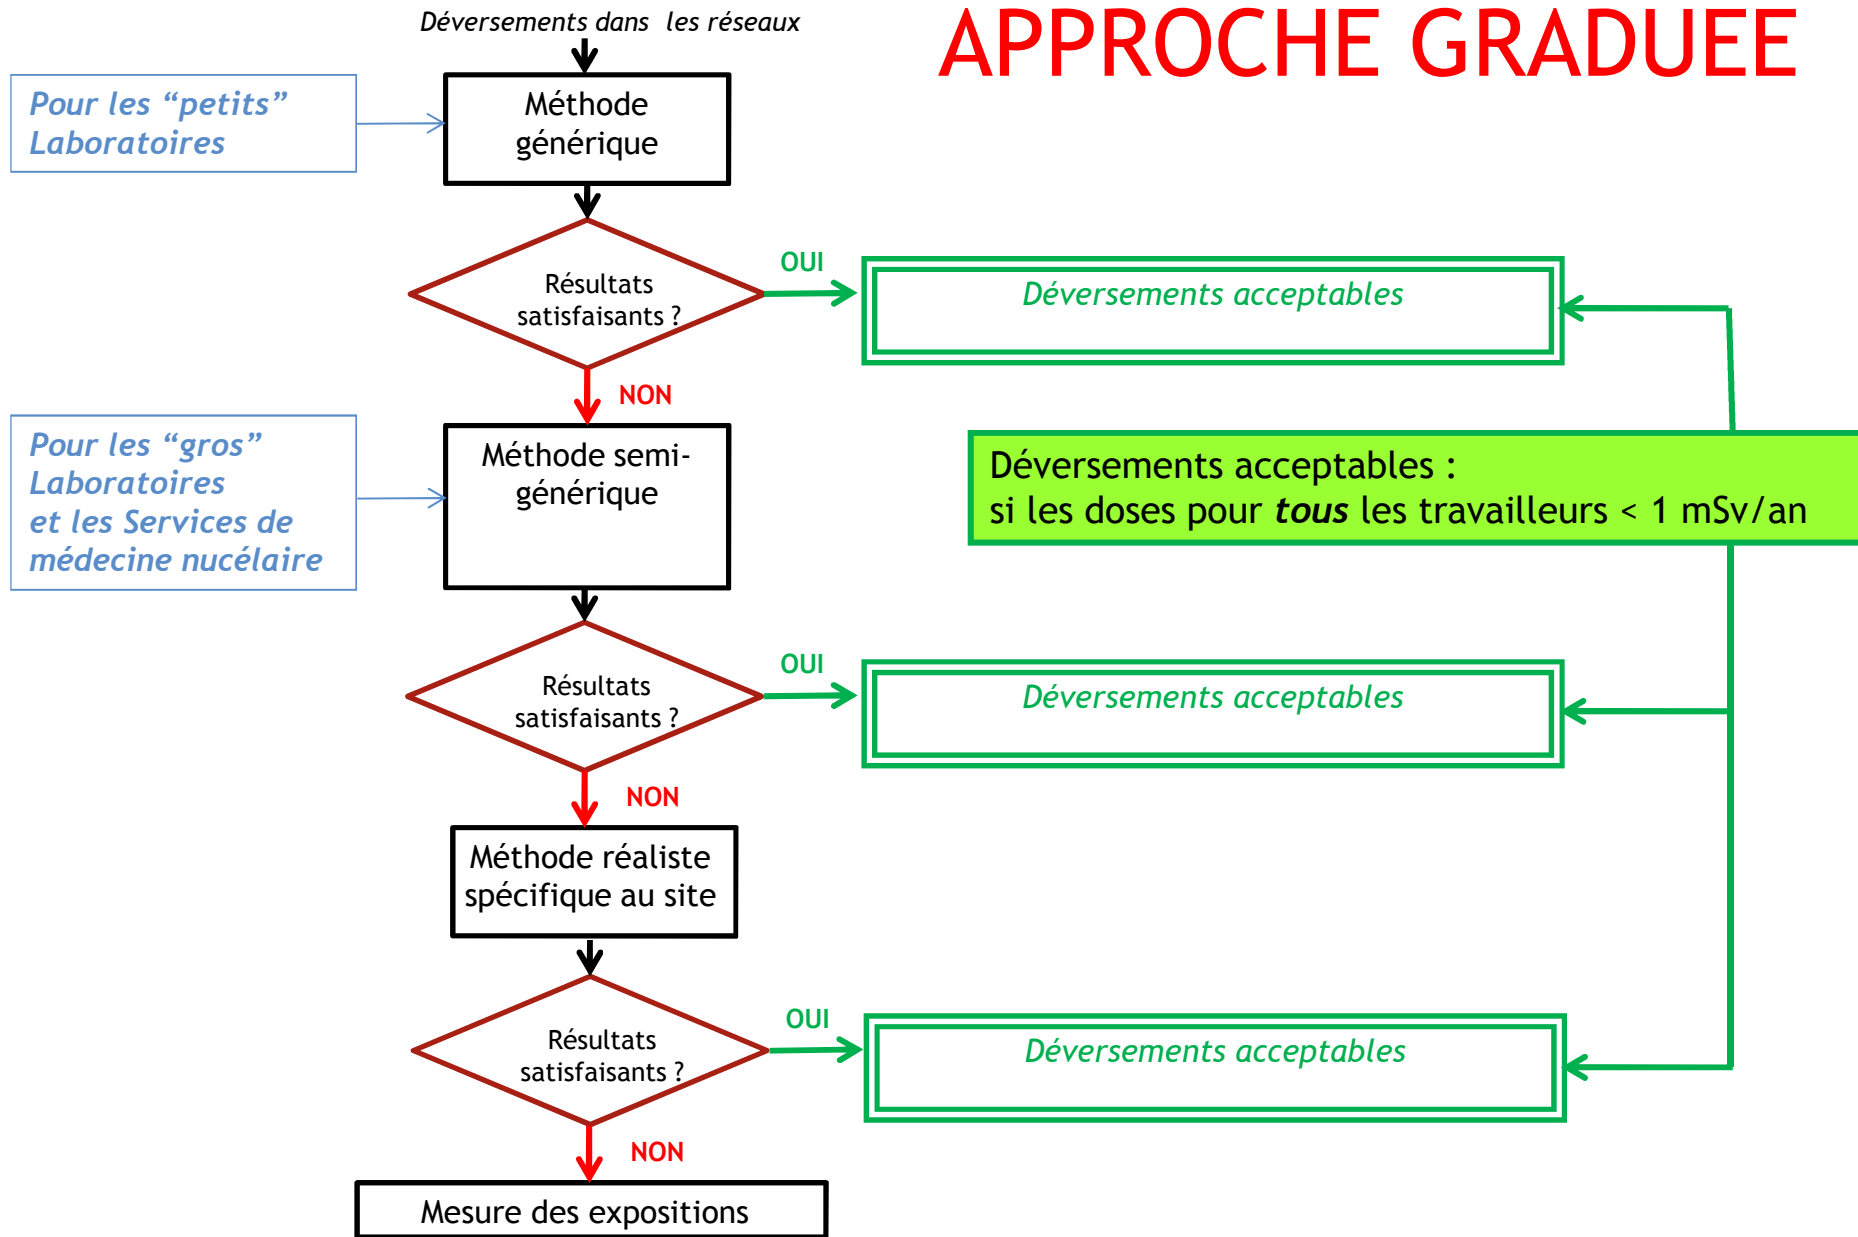 Déversements dans les réseaux
APPROCHE GRADUEE
Pour les “petits”
Laboratoires
Méthode
générique
Résultats
satisfaisants ?
OUI
Déversements acceptables
NON
Pour les “gros”
Laboratoires
et les Services de
médecine nucélaire
Méthode semi-
générique
Déversements acceptables :
si les doses pour tous les travailleurs < 1 mSv/an
Résultats
satisfaisants ?
OUI
Déversements acceptables
NON
Méthode réaliste
spécifique au site
Résultats
satisfaisants ?
OUI
Déversements acceptables
NON
Mesure des expositions